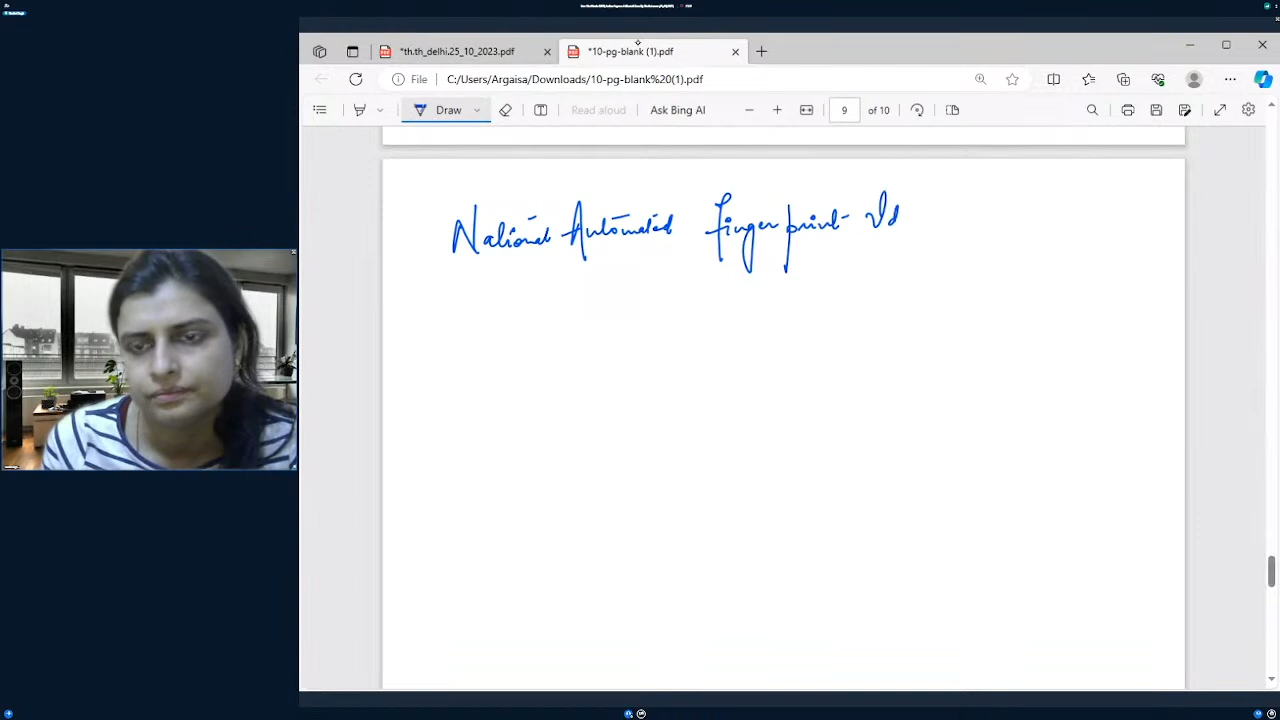 *th.th_delhi.25_10_2023.pdf
*10-pg-blank (1).pdf
File C:/Users/Argaisa/Downloads/10-pg-blank%20(1).pdf
Draw Read aloud Ask Bing AI 9 of 10
National Automated Fingerprint Id